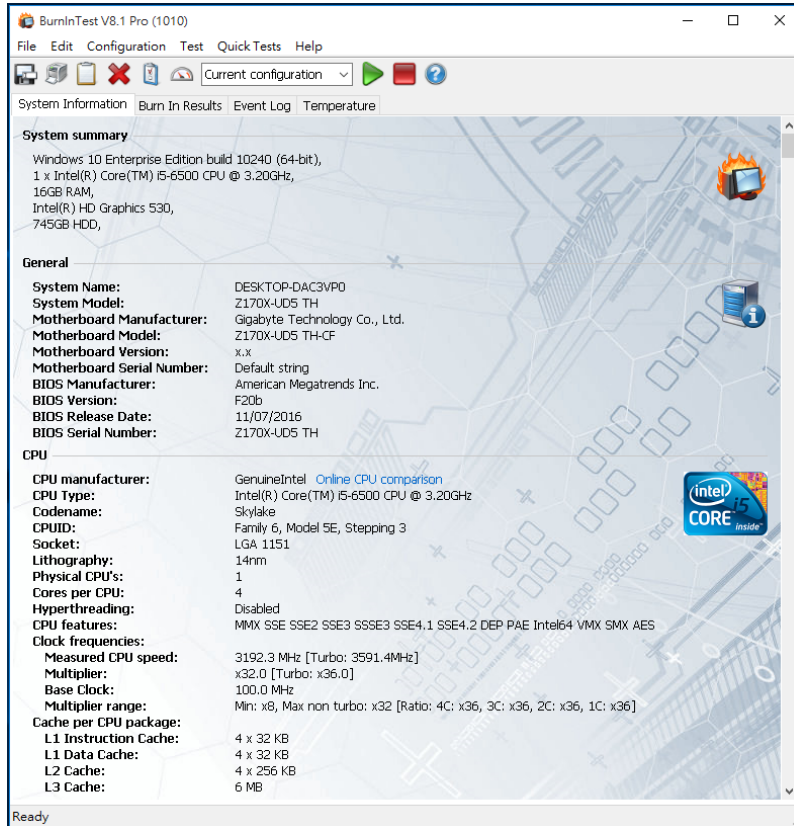 BurnInTest V8.1 Pro (1010)
File Edit Configuration Test Quick Tests Help
Current configuration
System Information Burn In Results Event Log Temperature
System summary
Windows 10 Enterprise Edition build 10240 (64-bit),
1 x Intel(R) Core(TM) i5-6500 CPU @ 3.20GHz,
16GB RAM,
Intel(R) HD Graphics 530,
745GB HDD,
General
System Name: DESKTOP-DAC3VP0
System Model: Z170X-UD5 TH
Motherboard Manufacturer: Gigabyte Technology Co., Ltd.
Motherboard Model: Z170X-UD5 TH-CF
Motherboard Version: x.x
Motherboard Serial Number: Default string
BIOS Manufacturer: American Megatrends Inc.
BIOS Version: F20b
BIOS Release Date: 11/07/2016
BIOS Serial Number: Z170X-UD5 TH
CPU
CPU manufacturer: GenuineIntel Online CPU comparison
CPU Type: Intel(R) Core(TM) i5-6500 CPU @ 3.20GHz
Codename: Skylake
CPUID: Family 6, Model 5E, Stepping 3
Socket: LGA 1151
Lithography: 14nm
Physical CPU's: 1
Cores per CPU: 4
Hyperthreading: Disabled
CPU features: MMX SSE SSE2 SSE3 SSSE3 SSE4.1 SSE4.2 DEP PAE Intel64 VMX SMX AES
Clock frequencies:
Measured CPU speed: 3192.3 MHz [Turbo: 3591.4MHz]
Multiplier: x32.0 [Turbo: x36.0]
Base Clock: 100.0 MHz
Multiplier range: Min: x8, Max non turbo: x32 [Ratio: 4C: x36, 3C: x36, 2C: x36, 1C: x36]
Cache per CPU package:
L1 Instruction Cache: 4 x 32 KB
L1 Data Cache: 4 x 32 KB
L2 Cache: 4 x 256 KB
L3 Cache: 6 MB
(intel)
CORE i5
inside™
Ready